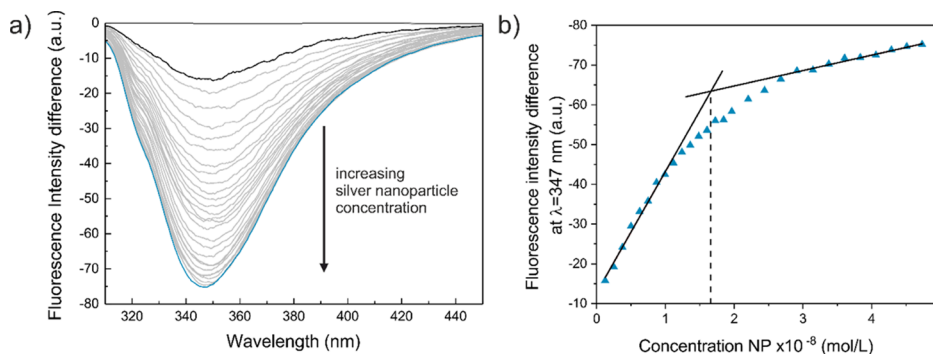 a)
Fluorescence Intensity difference (a.u.)
0
-10
-20
-30
-40
-50
-60
-70
-80
320
340
360
380
400
420
440
Wavelength (nm)
increasing
silver nanoparticle
concentration
b)
Fluorescence intensity difference
at λ=347 nm (a.u.)
-70
-60
-50
-40
-30
-20
-10
0
1
2
3
4
Concentration NP x10⁻⁸ (mol/L)